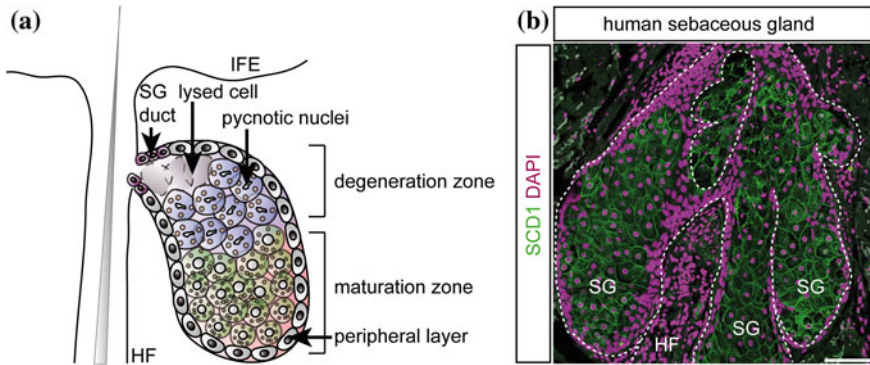 (a)
IFE
SG lysed cell
duct
pycnotic nuclei
degeneration zone
maturation zone
peripheral layer
HF
(b)
human sebaceous gland
SCD1 DAPI
SG
SG
SG
HF